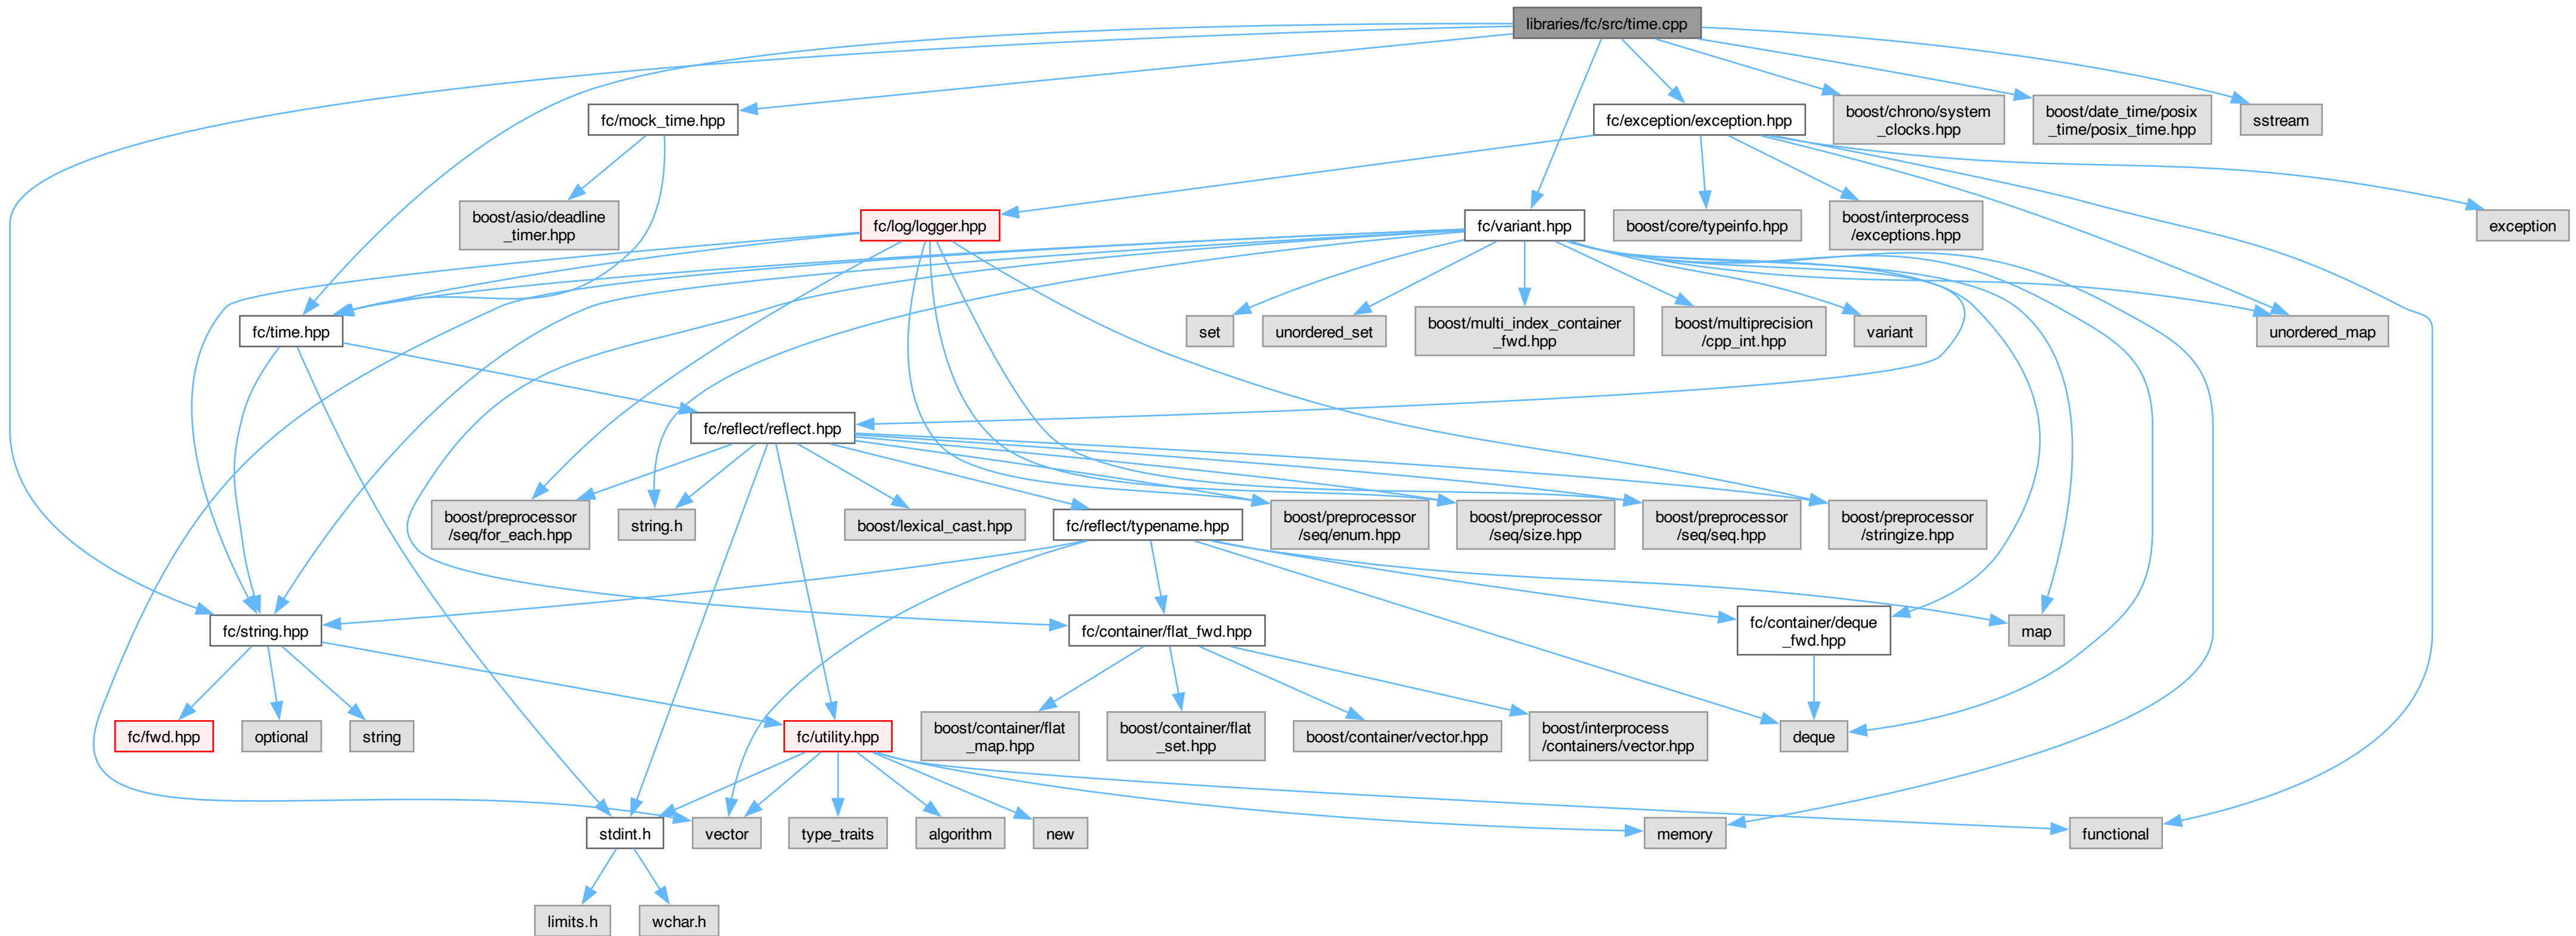 libraries/fc/src/time.cpp
fc/mock_time.hpp
fc/exception/exception.hpp
boost/chrono/system
_clocks.hpp
boost/date_time/posix
_time/posix_time.hpp
sstream
boost/asio/deadline
_timer.hpp
fc/log/logger.hpp
fc/variant.hpp
boost/core/typeinfo.hpp
boost/interprocess
/exceptions.hpp
exception
fc/time.hpp
set
unordered_set
boost/multi_index_container
_fwd.hpp
boost/multiprecision
/cpp_int.hpp
variant
unordered_map
fc/reflect/reflect.hpp
boost/preprocessor
/seq/for_each.hpp
string.h
boost/lexical_cast.hpp
fc/reflect/typename.hpp
boost/preprocessor
/seq/enum.hpp
boost/preprocessor
/seq/size.hpp
boost/preprocessor
/seq/seq.hpp
boost/preprocessor
/stringize.hpp
fc/string.hpp
fc/container/flat_fwd.hpp
fc/container/deque
_fwd.hpp
map
fc/fwd.hpp
optional
string
fc/utility.hpp
boost/container/flat
_map.hpp
boost/container/flat
_set.hpp
boost/container/vector.hpp
boost/interprocess
/containers/vector.hpp
deque
stdint.h
vector
type_traits
algorithm
new
memory
functional
limits.h
wchar.h